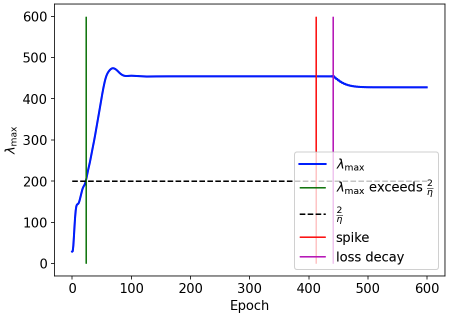 600
500
400
300
200
100
0
λmax
0 100 200 300 400 500 600
Epoch
λmax
λmax exceeds 2/η
2/η
spike
loss decay